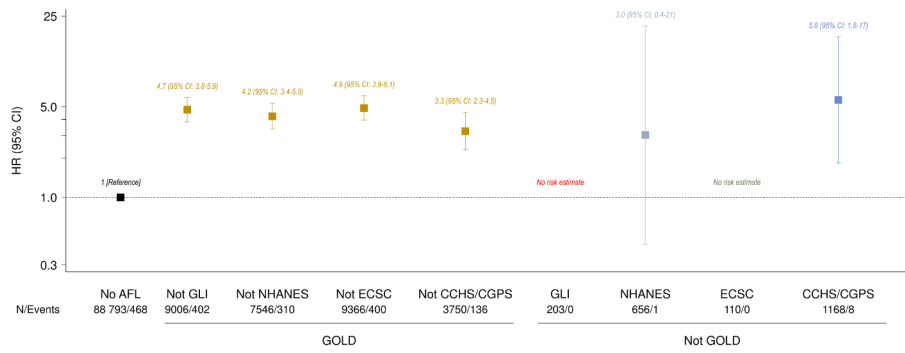 25
5.0
1.0
0.3
HR (95% CI)
1 [Reference]
4.7 (95% CI: 3.8-5.9)
4.2 (95% CI: 3.4-5.3)
4.9 (95% CI: 3.9-6.1)
3.3 (95% CI: 2.3-4.5)
No risk estimate
3.0 (95% CI: 0.4-21)
No risk estimate
5.6 (95% CI: 1.8-17)
No AFL Not GLI Not NHANES Not ECSC Not CCHS/CGPS GLI NHANES ECSC CCHS/CGPS
N/Events 88 793/468 9006/402 7546/310 9366/400 3750/136 203/0 656/1 110/0 1168/8
GOLD Not GOLD